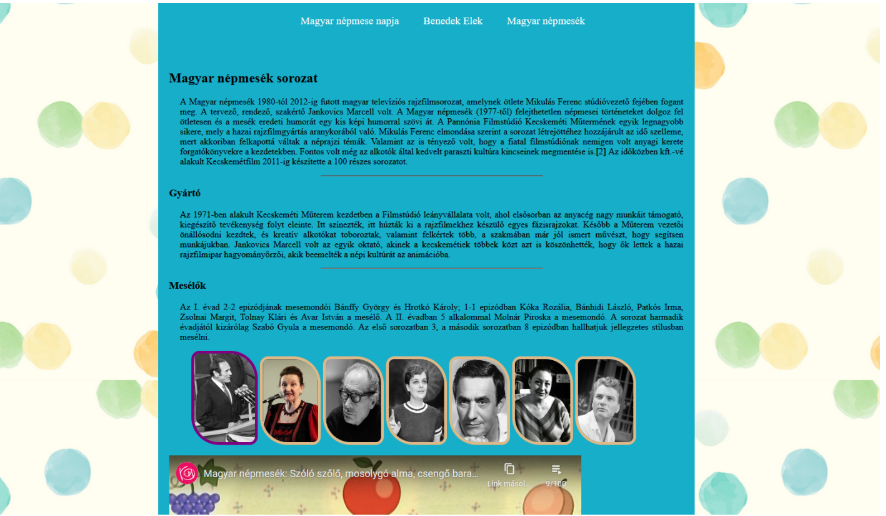 Magyar népmese napja Benedek Elek Magyar népmesék
Magyar népmesék sorozat
A Magyar népmesék 1980-tól 2012-ig futott magyar televíziós rajzfilmsorozat, amelynek ötlete Mikulás Ferenc stúdióvezető fejében fogant
meg. A tervező, rendező, szakértő Jankovics Marcell volt. A Magyar népmesék (1977-től) felejthetetlen népmesei történeteket dolgoz fel
ötletesen és a mesék eredeti humorát egy kis képi humorral szövi át. A Pannónia Filmstúdió Kecskeméti Műtermének egyik legnagyobb
sikere, mely a hazai rajzfilmgyártás aranykorából való. Mikulás Ferenc elmondása szerint a sorozat létrejöttéhez hozzájárult az idő szelleme,
mert akkoriban felkapottá váltak a néprajzi témák. Valamint az is tényező volt, hogy a fiatal filmstúdiónak nemigen volt anyagi kerete
forgatókönyvekre a kezdetekben. Fontos volt még az alkotók által kedvelt paraszti kultúra kincseinek megmentése is.[2] Az időközben kft.-vé
alakult Kecskemétfilm 2011-ig készítette a 100 részes sorozatot.
Gyártó
Az 1971-ben alakult Kecskeméti Műterem kezdetben a Filmstúdió leányvállalata volt, ahol elsősorban az anyacég nagy munkáit támogató,
kiegészítő tevékenység folyt eleinte. Itt színezték, itt húzták ki a rajzfilmekhez készülő egyes fázisrajzokat. Később a Műterem vezetői
önállósodni kezdtek, és kreatív alkotókat toboroztak, valamint felkértek több, a szakmában már jól ismert művészt, hogy segítsen
munkájukban. Jankovics Marcell volt az egyik oktató, akinek a kecskemétiek többek közt azt is köszönhették, hogy ők lettek a hazai
rajzfilmipar hagyományőrzői, akik beemelték a népi kultúrát az animációba.
Mesélők
Az I. évad 2-2 epizódjának mesemondói Bánffy György és Hrotkó Károly; 1-1 epizódban Kóka Rozália, Bánhidi László, Patkós Irma,
Zsolnai Margit, Tolnay Klári és Avar István a mesélő. A II. évadban 5 alkalommal Molnár Piroska a mesemondó. A sorozat harmadik
évadjától kizárólag Szabó Gyula a mesemondó. Az első sorozatban 3, a második sorozatban 8 epizódban hallhatjuk jellegzetes stílusban
mesélni.
Magyar népmesék: Szóló szőlő, mosolygó alma, csengő bara...
Link másol... 9/100